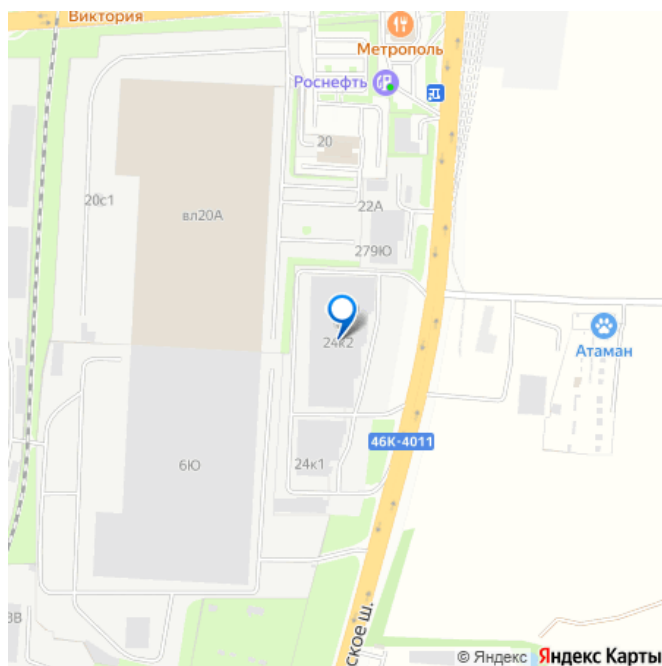 Виктория
Метрополь
Роснефть
20
20с1
вл20А
22А
279Ю
24к2
Атаман
46К-4011
24к1
6Ю
3В
ское ш.
© Яндекс Яндекс Карты